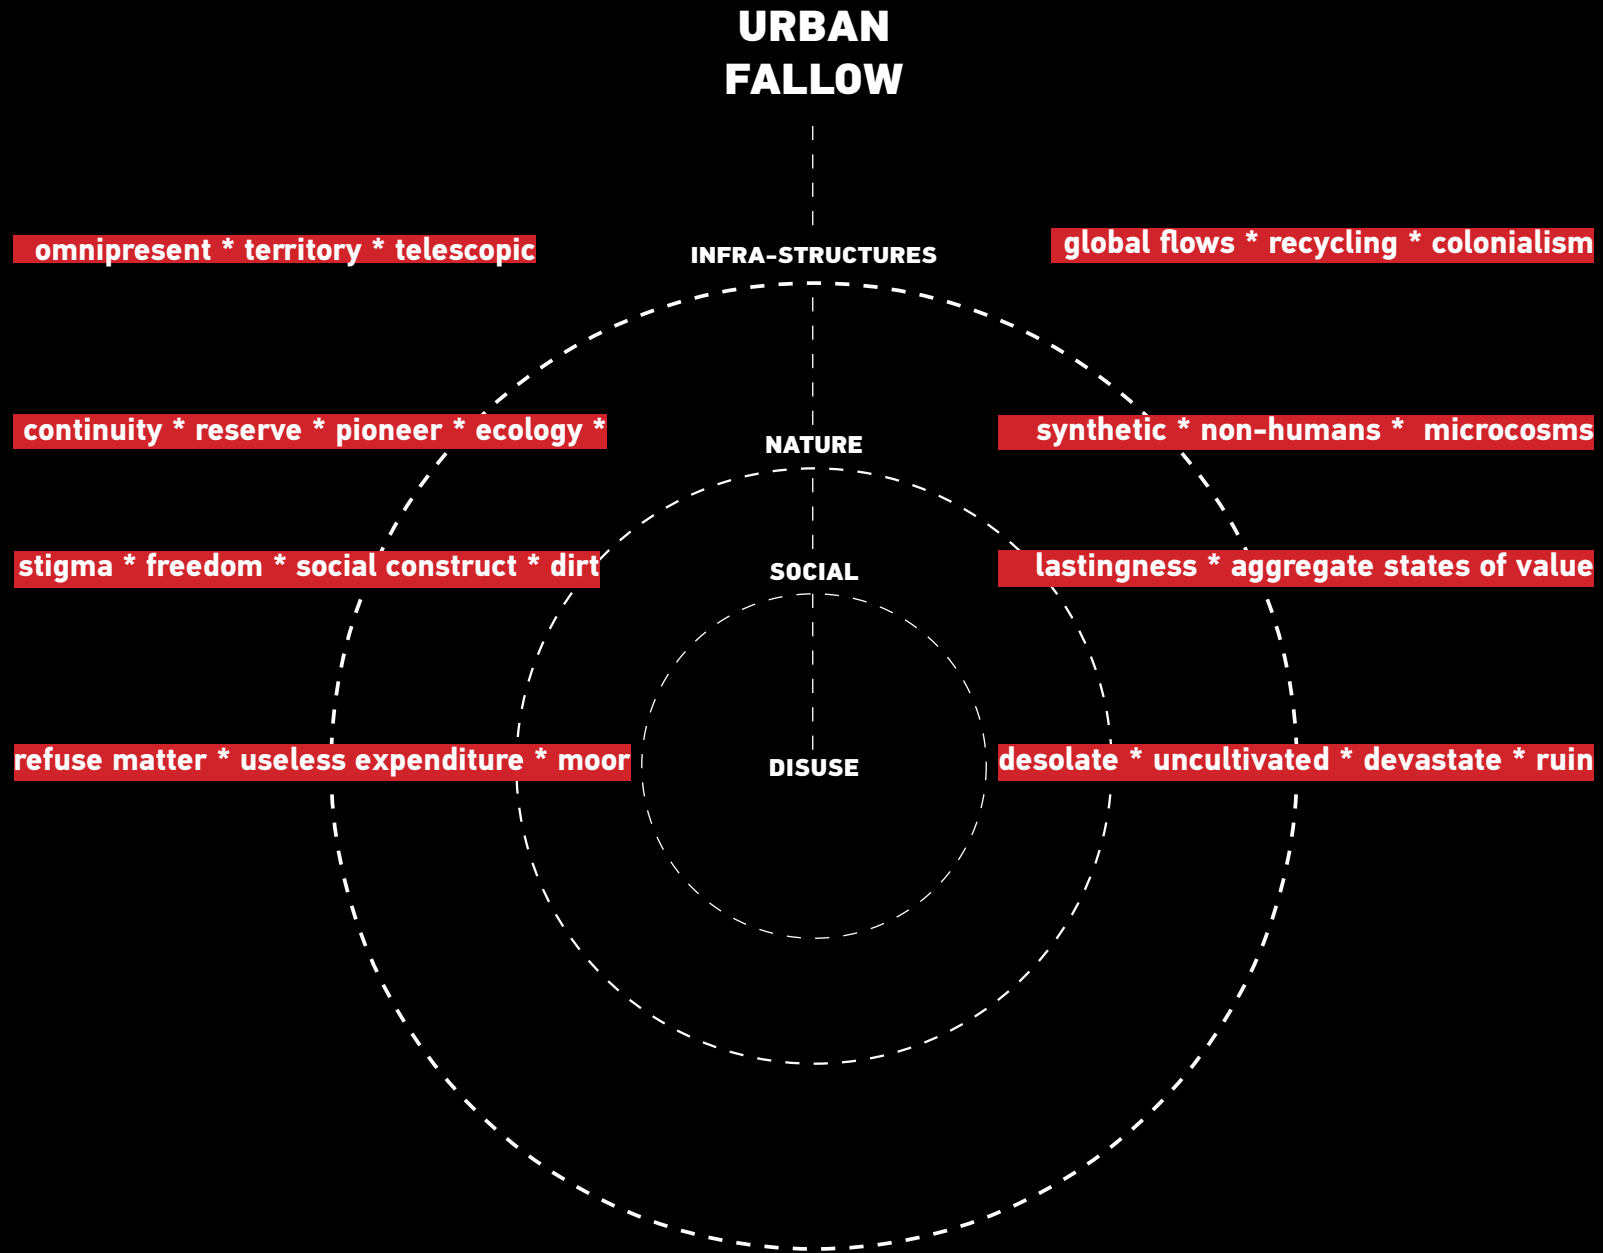 URBAN
FALLOW
omnipresent * territory * telescopic
INFRA-STRUCTURES
global flows * recycling * colonialism
continuity * reserve * pioneer * ecology *
NATURE
synthetic * non-humans * microcosms
stigma * freedom * social construct * dirt
SOCIAL
lastingness * aggregate states of value
refuse matter * useless expenditure * moor
DISUSE
desolate * uncultivated * devastate * ruin